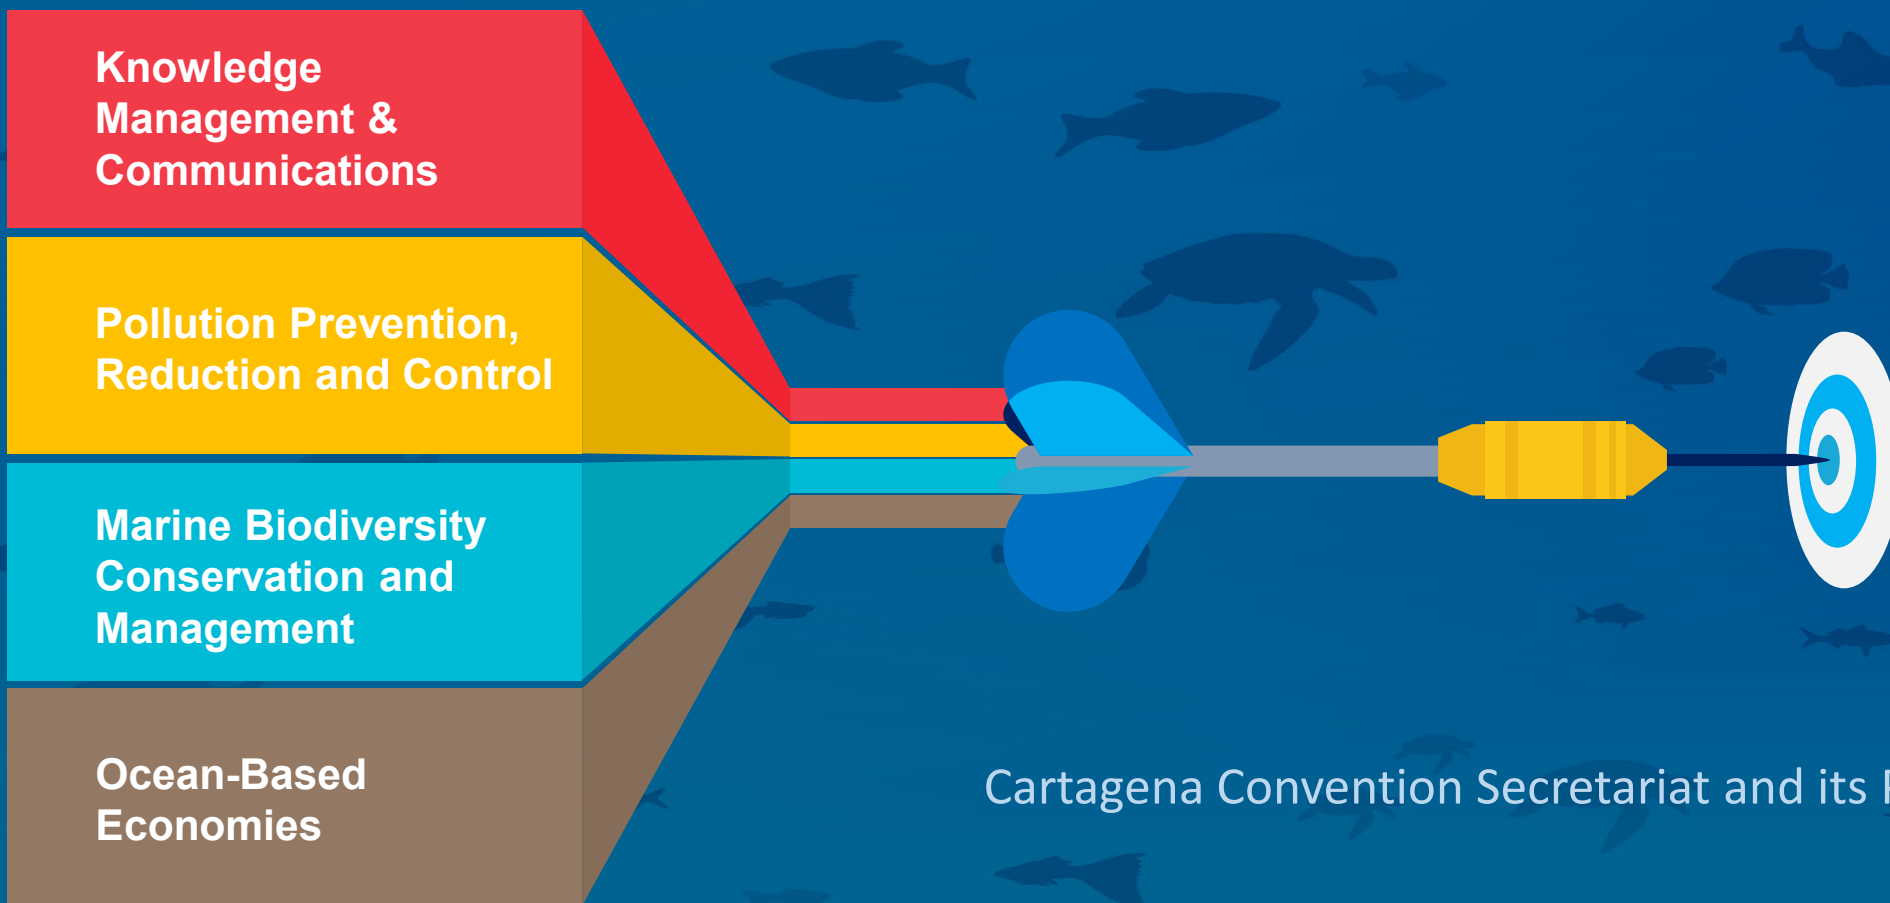 Knowledge
Management &
Communications
Pollution Prevention,
Reduction and Control
Marine Biodiversity
Conservation and
Management
Ocean-Based
Economies
Cartagena Convention Secretariat and its